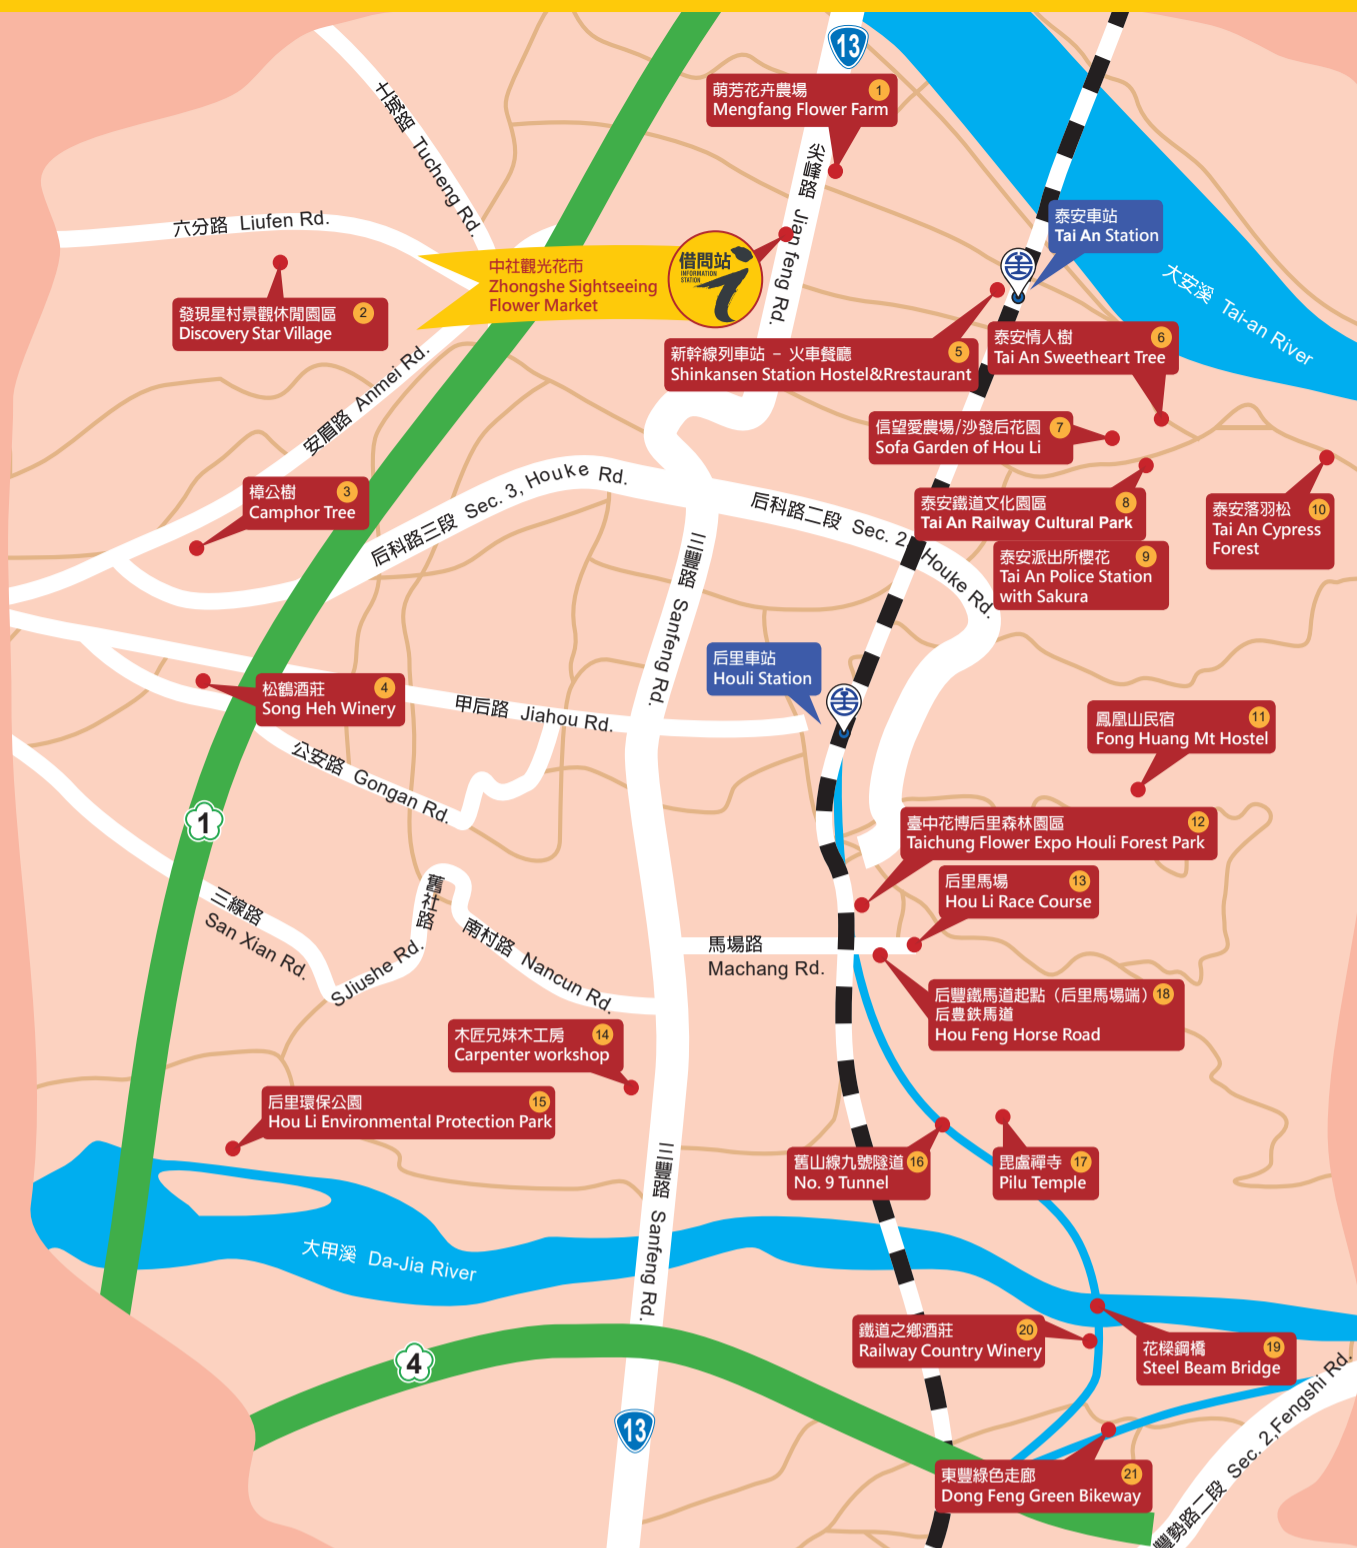 13
萌芳花卉農場 1
Mengfang Flower Farm
土城路 Tucheng Rd.
尖豐路 Jian feng Rd.
六分路 Liufen Rd.
泰安車站
Tai An Station
大安溪 Tai-an River
中社觀光花市
Zhongshe Sightseeing
Flower Market
借問站
INFORMATION
STATION
發現星村景觀休閒園區 2
Discovery Star Village
新幹線列車站 – 火車餐廳 5
Shinkansen Station Hostel&Rrestaurant
泰安情人樹 6
Tai An Sweetheart Tree
安眉路 Anmei Rd.
信望愛農場/沙發后花園 7
Sofa Garden of Hou Li
樟公樹 3
Camphor Tree
后科路三段 Sec. 3, Houke Rd.
后科路二段 Sec. 2, Houke Rd.
泰安鐵道文化園區 8
Tai An Railway Cultural Park
泰安落羽松 10
Tai An Cypress
Forest
泰安派出所櫻花 9
Tai An Police Station
with Sakura
三豐路 Sanfeng Rd.
后里車站
Houli Station
松鶴酒莊 4
Song Heh Winery
甲后路 Jiahou Rd.
鳳凰山民宿 11
Fong Huang Mt Hostel
公安路 Gongan Rd.
1
臺中花博后里森林園區 12
Taichung Flower Expo Houli Forest Park
后里馬場 13
Hou Li Race Course
三線路
San Xian Rd.
舊社路
SJiushe Rd.
南村路 Nancun Rd.
馬場路
Machang Rd.
后豐鐵馬道起點（后里馬場端） 18
后豊鉄馬道
Hou Feng Horse Road
木匠兄妹木工房 14
Carpenter workshop
后里環保公園 15
Hou Li Environmental Protection Park
舊山線九號隧道 16
No. 9 Tunnel
毘盧禪寺 17
Pilu Temple
三豐路 Sanfeng Rd.
大甲溪 Da-Jia River
鐵道之鄉酒莊 20
Railway Country Winery
花樑鋼橋 19
Steel Beam Bridge
4
13
豐勢路二段 Sec. 2,Fengshi Rd.
東豐綠色走廊 21
Dong Feng Green Bikeway